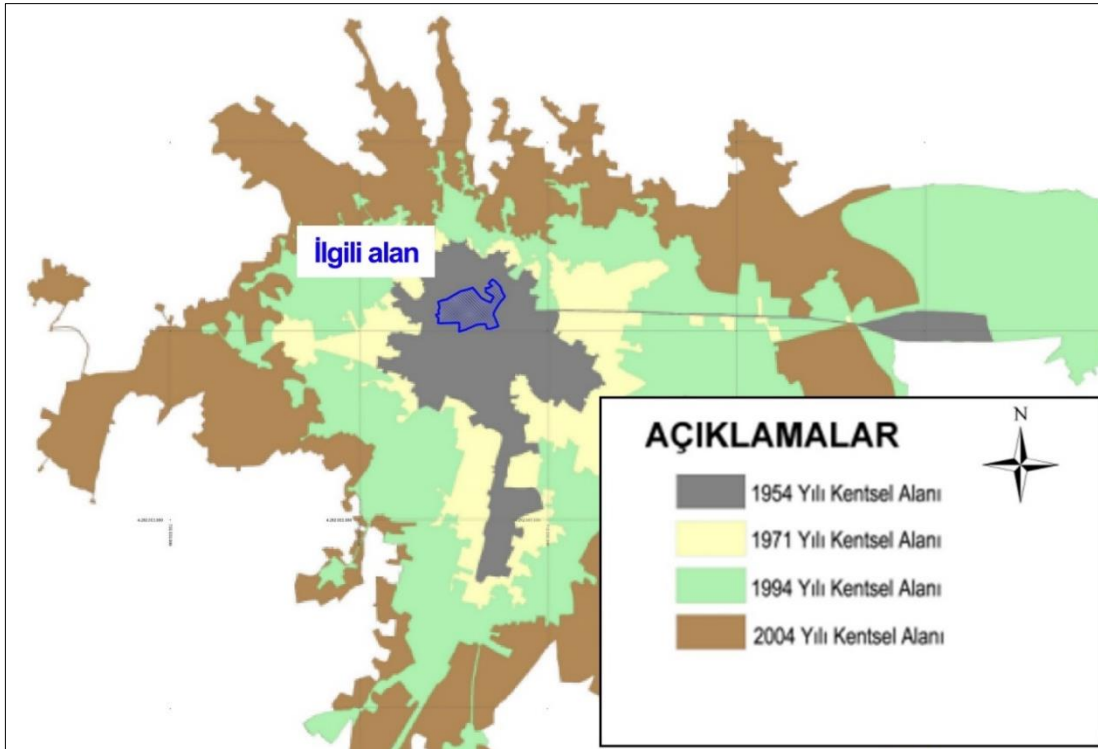 İlgili alan
AÇIKLAMALAR
N
1954 Yılı Kentsel Alanı
1971 Yılı Kentsel Alanı
1994 Yılı Kentsel Alanı
2004 Yılı Kentsel Alanı